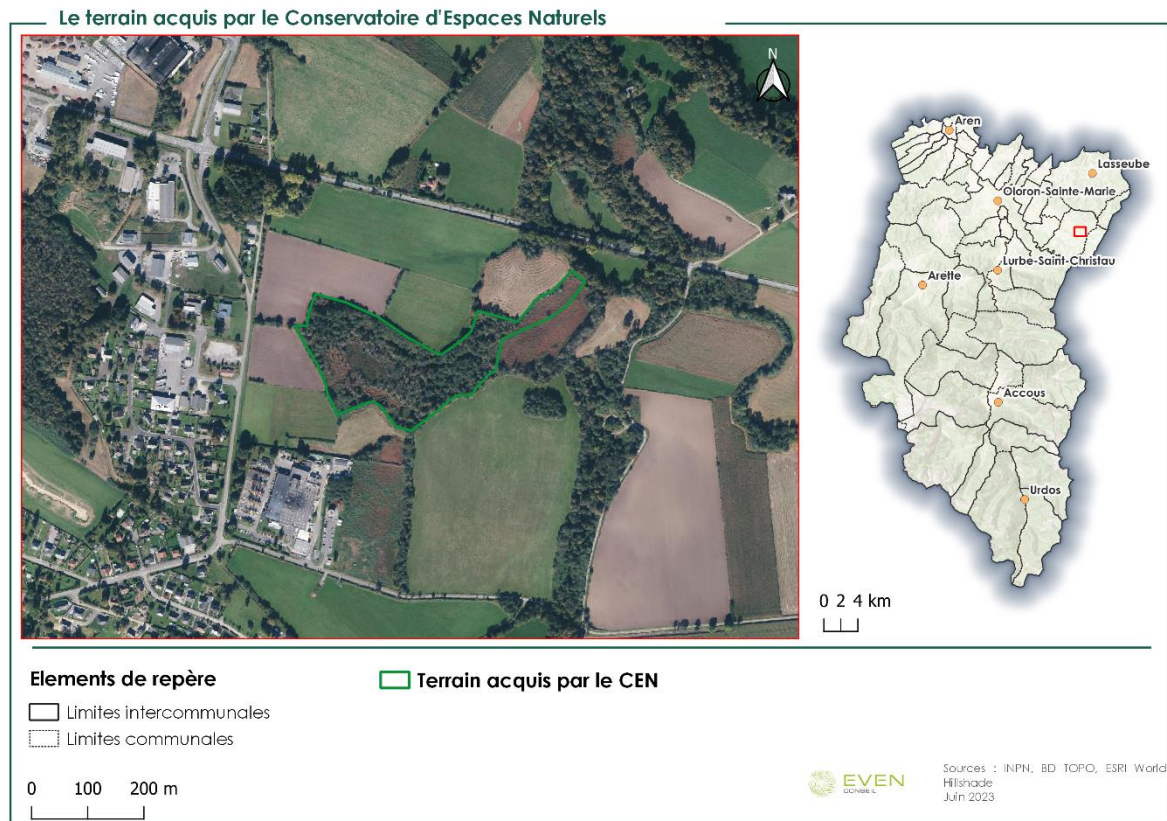 Le terrain acquis par le Conservatoire d'Espaces Naturels
N
Aren
Lasseube
Oloron-Sainte-Marie
Lurbe-Saint-Christau
Arette
Accous
Urdos
0 2 4 km
Elements de repère
Limites intercommunales
Limites communales
0 100 200 m
Terrain acquis par le CEN
EVEN
CONSEIL
Sources : INPN, BD TOPO, ESRI World
Hillshade
Juin 2023